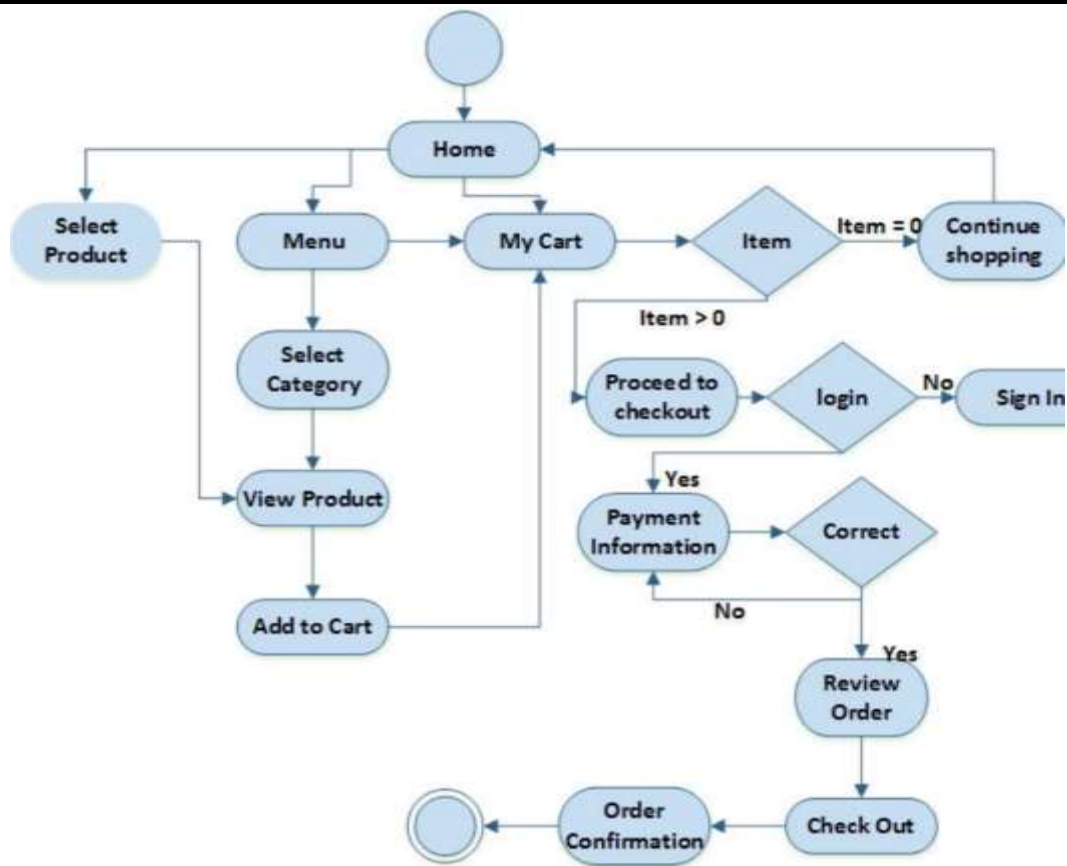 Home
Select
Product
Menu
My Cart
Item
Item = 0
Continue
shopping
Item > 0
Select
Category
Proceed to
checkout
login
No
Sign In
View Product
Yes
Payment
Information
Correct
No
Add to Cart
Yes
Review
Order
Order
Confirmation
Check Out